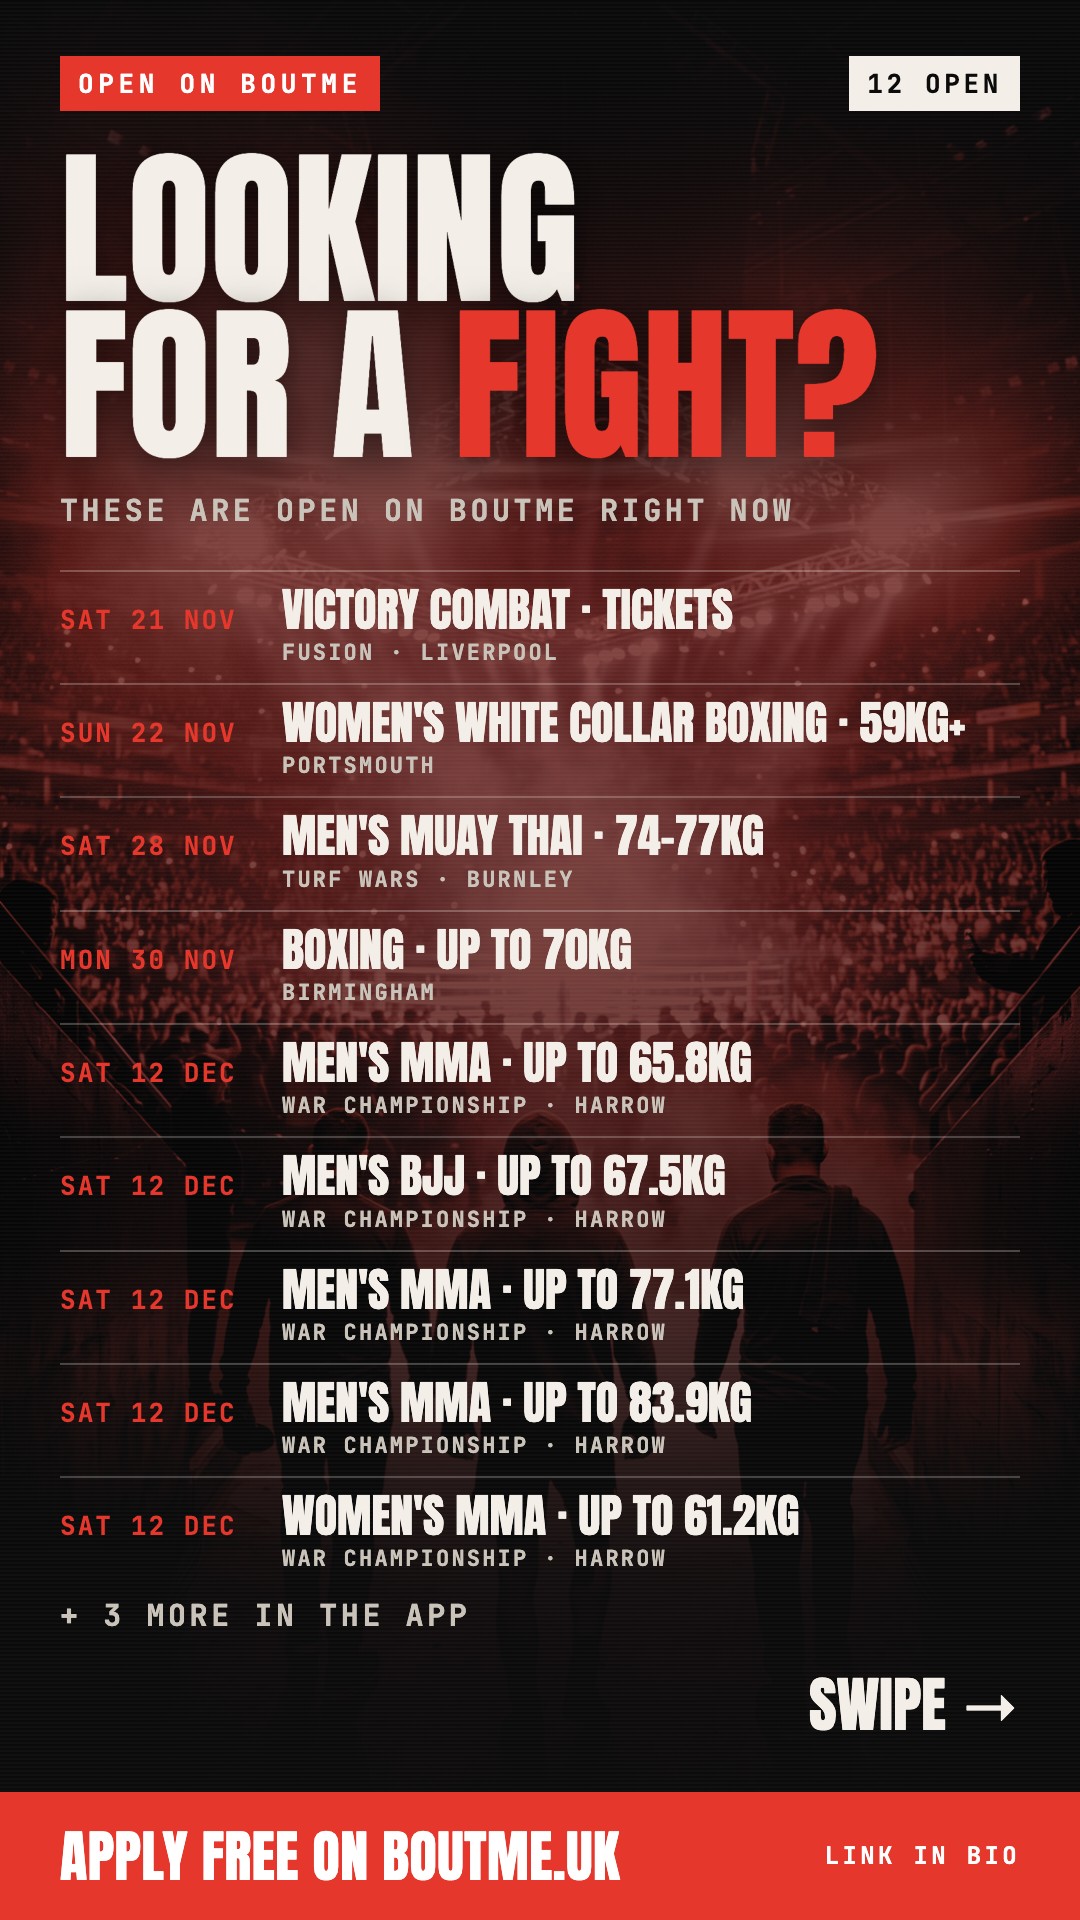 OPEN ON BOUTME
12 OPEN
LOOKING
FOR A FIGHT?
THESE ARE OPEN ON BOUTME RIGHT NOW
SAT 21 NOV
VICTORY COMBAT · TICKETS
FUSION · LIVERPOOL
SUN 22 NOV
WOMEN'S WHITE COLLAR BOXING · 59KG+
PORTSMOUTH
SAT 28 NOV
MEN'S MUAY THAI · 74-77KG
TURF WARS · BURNLEY
MON 30 NOV
BOXING · UP TO 70KG
BIRMINGHAM
SAT 12 DEC
MEN'S MMA · UP TO 65.8KG
WAR CHAMPIONSHIP · HARROW
SAT 12 DEC
MEN'S BJJ · UP TO 67.5KG
WAR CHAMPIONSHIP · HARROW
SAT 12 DEC
MEN'S MMA · UP TO 77.1KG
WAR CHAMPIONSHIP · HARROW
SAT 12 DEC
MEN'S MMA · UP TO 83.9KG
WAR CHAMPIONSHIP · HARROW
SAT 12 DEC
WOMEN'S MMA · UP TO 61.2KG
WAR CHAMPIONSHIP · HARROW
+ 3 MORE IN THE APP
SWIPE →
APPLY FREE ON BOUTME.UK
LINK IN BIO